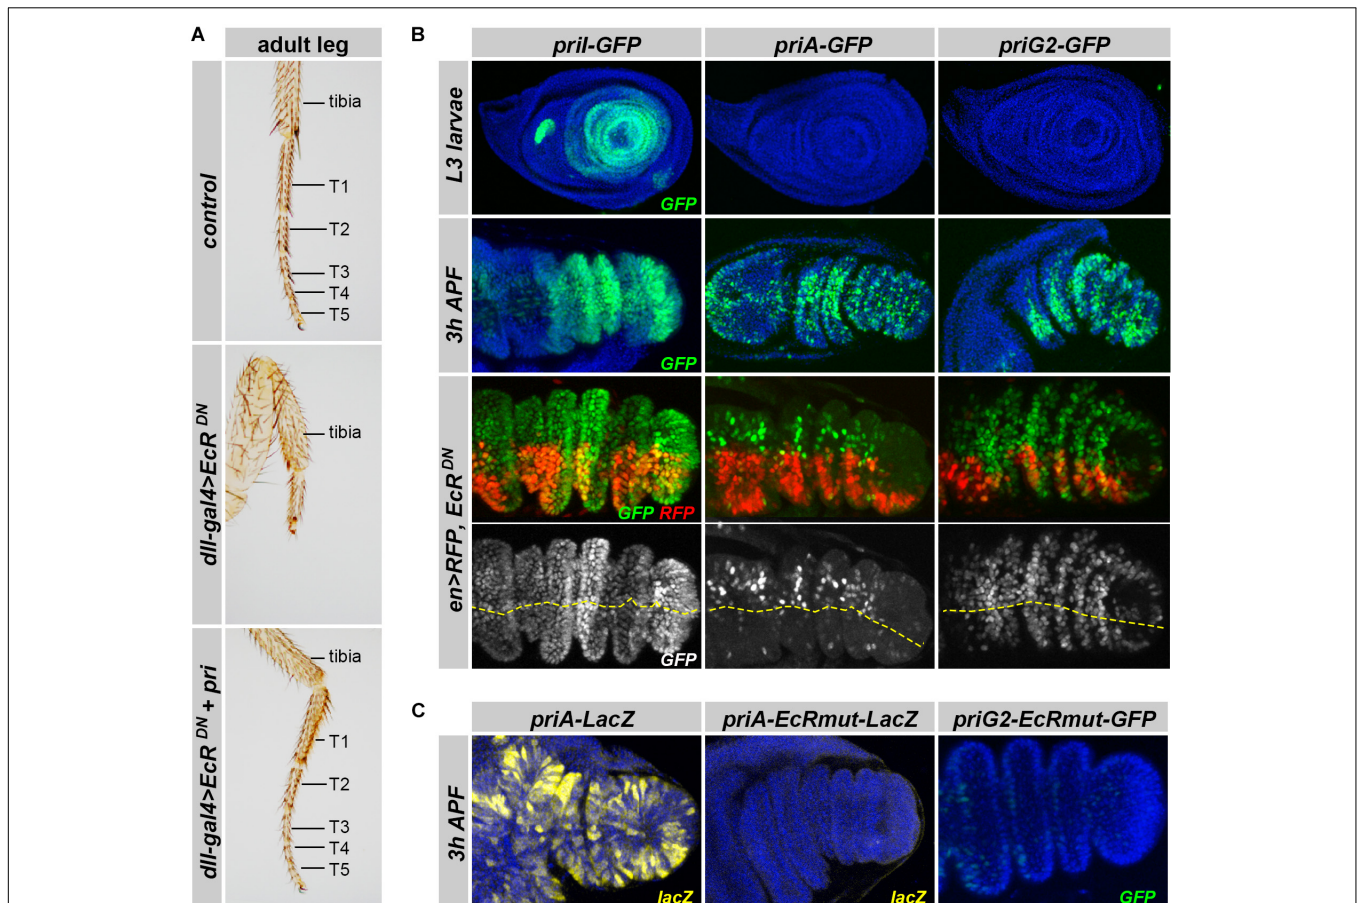 A
adult leg
control
tibia
T1
T2
T3
T4
T5
dll-gal4>EcR DN
tibia
dll-gal4>EcR DN + pri
tibia
T1
T2
T3
T4
T5
B
priI-GFP
priA-GFP
priG2-GFP
L3 larvae
GFP
3h APF
GFP
en>RFP, EcR DN
GFP RFP
GFP
C
priA-LacZ
priA-EcRmut-LacZ
priG2-EcRmut-GFP
3h APF
lacZ
lacZ
GFP